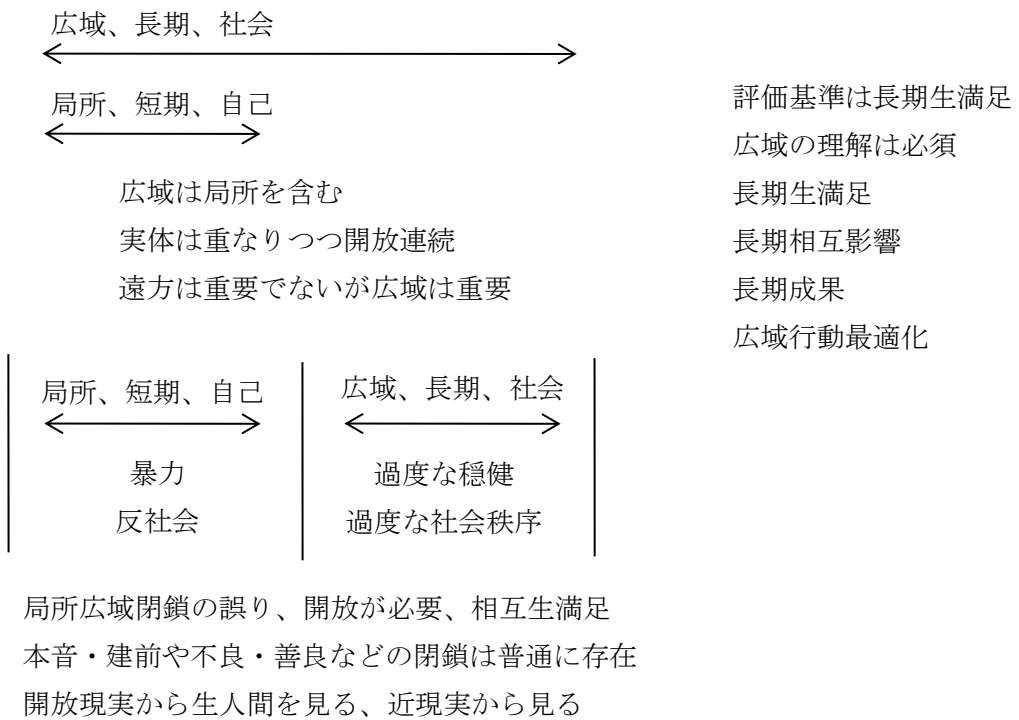 広域、長期、社会
局所、短期、自己
広域は局所を含む
実体は重なりつつ開放連続
遠方は重要でないが広域は重要
評価基準は長期生満足
広域の理解は必須
長期生満足
長期相互影響
長期成果
広域行動最適化
局所、短期、自己
暴力
反社会
広域、長期、社会
過度な穏健
過度な社会秩序
局所広域閉鎖の誤り、開放が必要、相互生満足
本音・建前や不良・善良などの閉鎖は普通に存在
開放現実から生人間を見る、近現実から見る